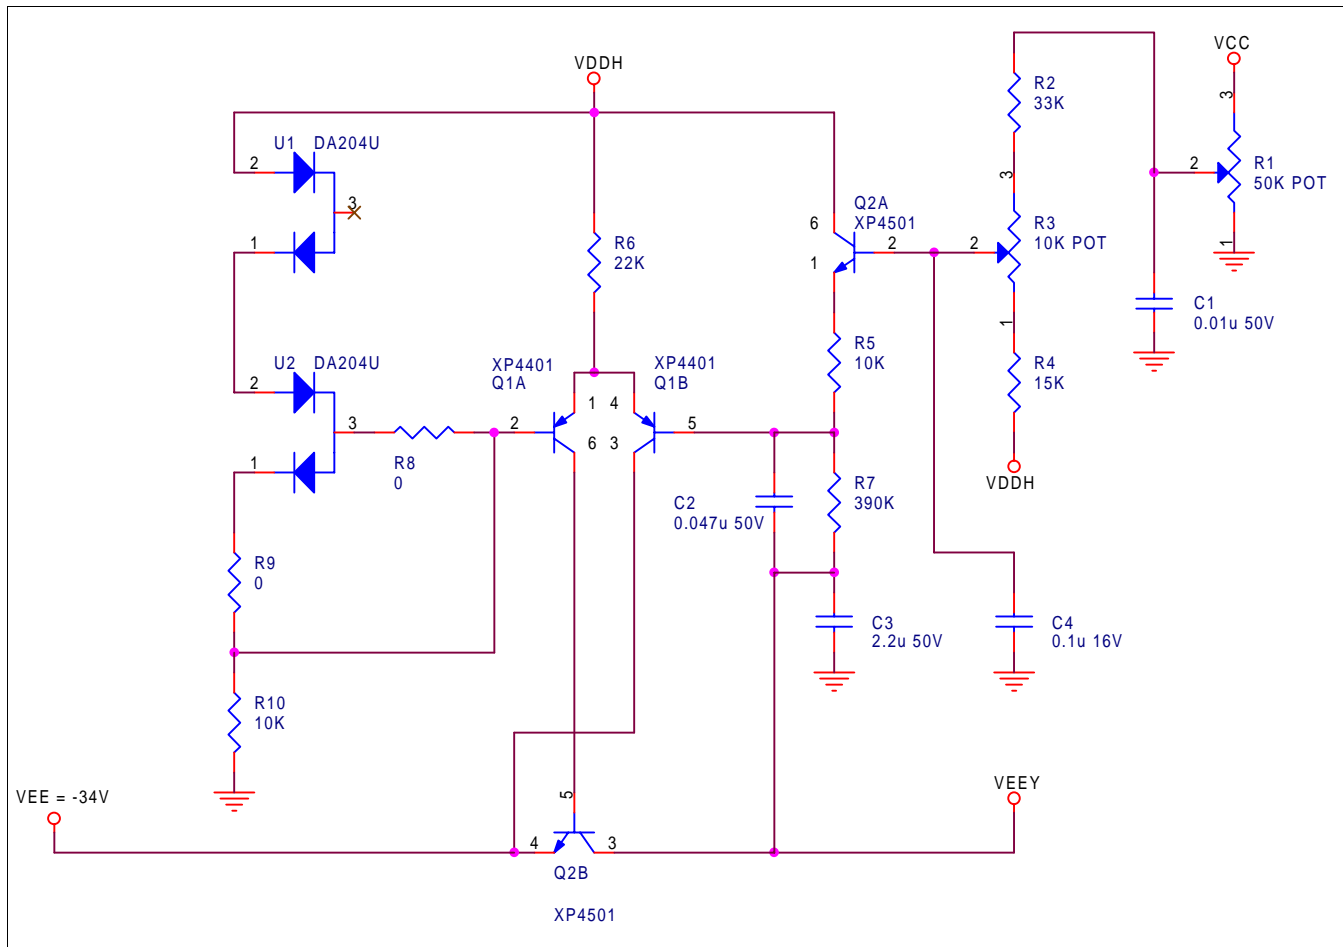 VDDH
VCC
R2
33K
3
U1 DA204U
2
3
1
3
2
R1
50K POT
1
Q2A
XP4501
6
2
1
2
R3
10K POT
1
R6
22K
C1
0.01u 50V
R5
10K
R4
15K
U2 DA204U
2
3
1
R8
0
XP4401
Q1A
XP4401
Q1B
1 4
2
5
6 3
VDDH
C2
0.047u 50V
R7
390K
R9
0
C3
2.2u 50V
C4
0.1u 16V
R10
10K
VEE = -34V
VEEY
5
4
3
Q2B
XP4501